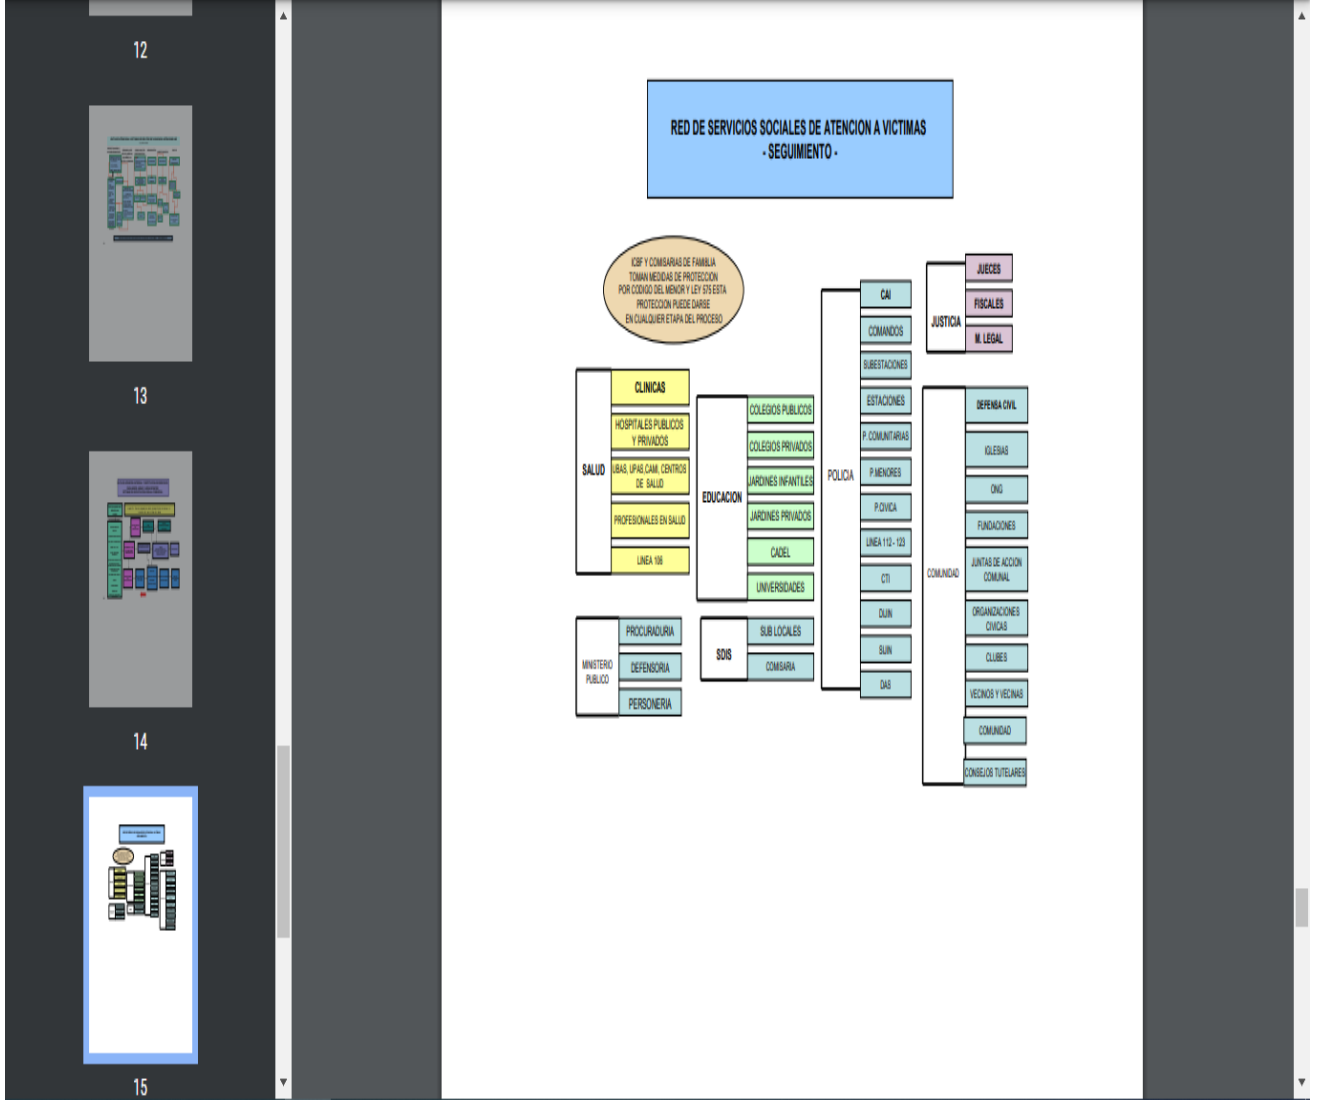 12
13
14
15
RED DE SERVICIOS SOCIALES DE ATENCION A VICTIMAS
- SEGUIMIENTO -
ICBF Y COMISARIAS DE FAMIILIA
TOMAN MEDIDAS DE PROTECCION
POR CODIGO DEL MENOR Y LEY 575 ESTA
PROTECCION PUEDE DARSE
EN CUALQUIER ETAPA DEL PROCESO
SALUD
CLINICAS
HOSPITALES PUBLICOS
Y PRIVADOS
UBAS, UPAS,CAMI, CENTROS
DE SALUD
PROFESIONALES EN SALUD
LINEA 106
EDUCACION
COLEGIOS PUBLICOS
COLEGIOS PRIVADOS
JARDINES INFANTILES
JARDINES PRIVADOS
CADEL
UNIVERSIDADES
MINISTERIO
PUBLICO
PROCURADURIA
DEFENSORIA
PERSONERIA
SDIS
SUB LOCALES
COMISARIA
POLICIA
CAI
COMANDOS
SUBESTACIONES
ESTACIONES
P. COMUNITARIAS
P.MENORES
P.CIVICA
LINEA 112 - 123
CTI
DIJIN
SIJIN
DAS
JUSTICIA
JUECES
FISCALES
M. LEGAL
COMUNIDAD
DEFENSA CIVIL
IGLESIAS
ONG
FUNDACIONES
JUNTAS DE ACCION
COMUNAL
ORGANIZACIONES
CIVICAS
CLUBES
VECINOS Y VECINAS
COMUNIDAD
CONSEJOS TUTELARES